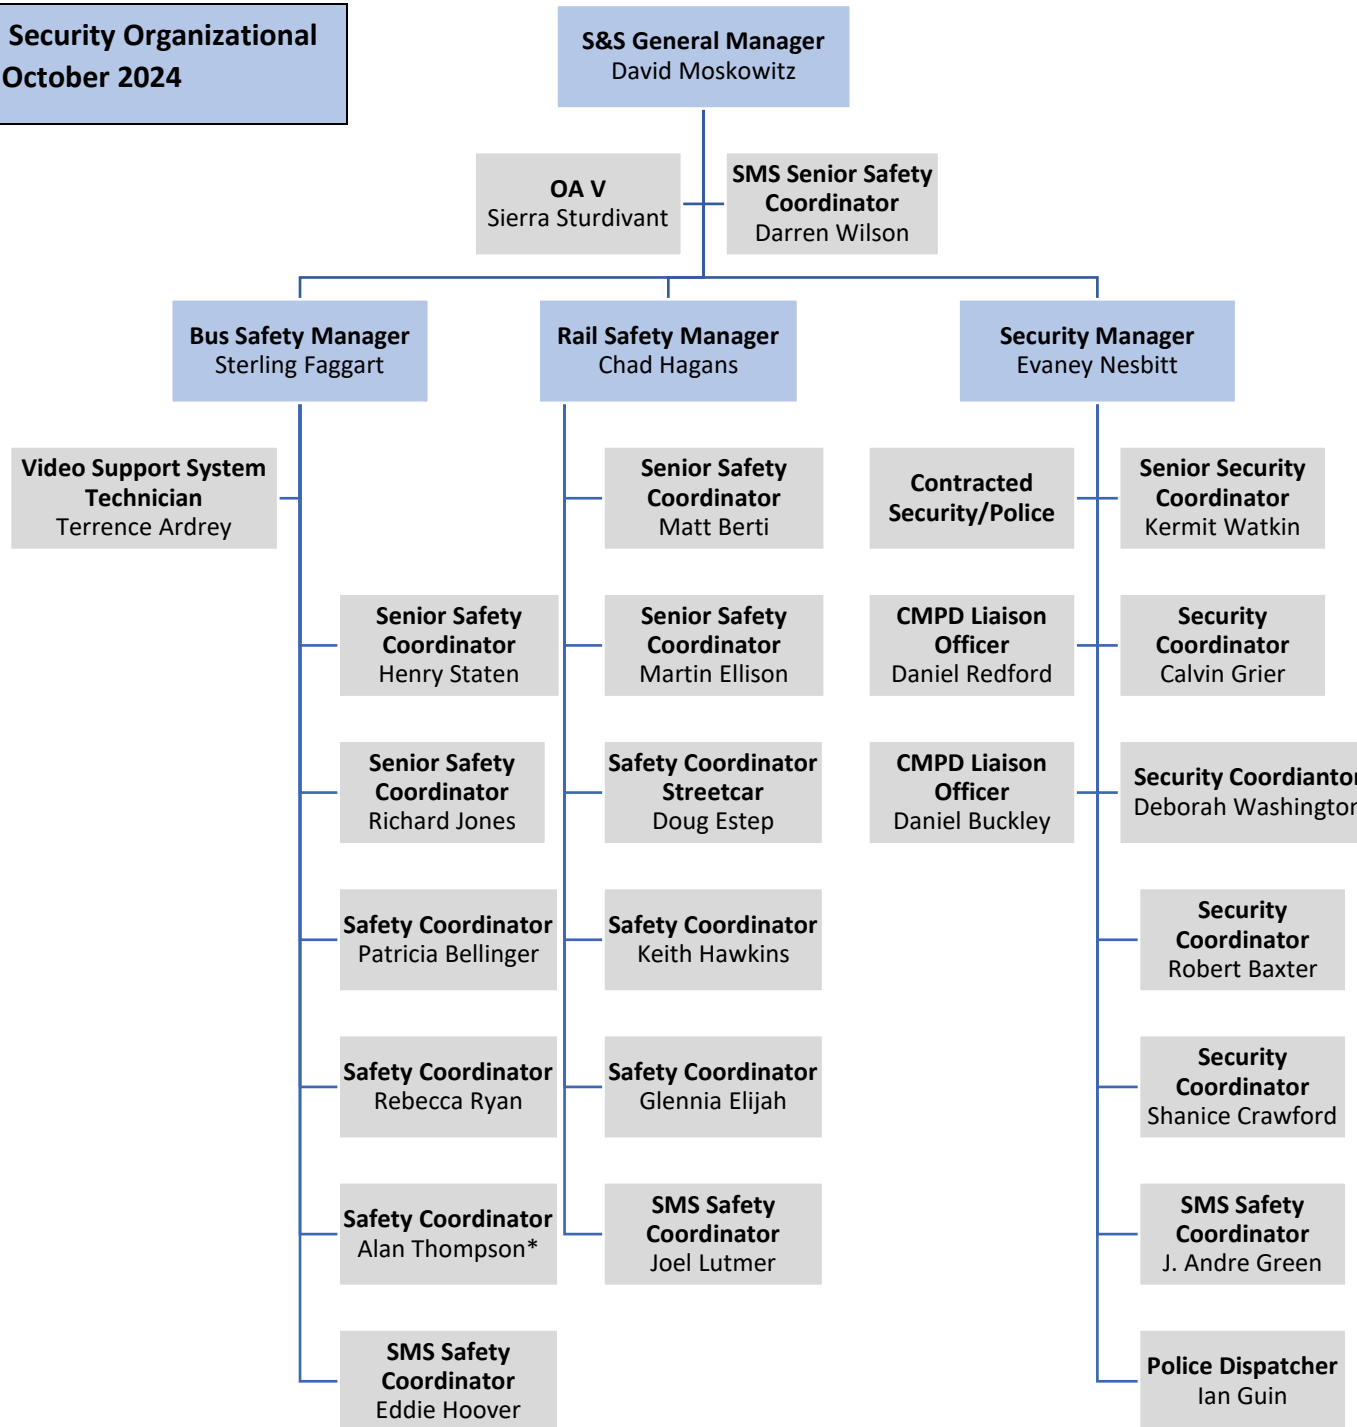 Security Organizational
October 2024
S&S General Manager
David Moskowitz
OA V
Sierra Sturdivant
SMS Senior Safety
Coordinator
Darren Wilson
Bus Safety Manager
Sterling Faggart
Rail Safety Manager
Chad Hagans
Security Manager
Evaney Nesbitt
Video Support System
Technician
Terrence Ardrey
Senior Safety
Coordinator
Henry Staten
Senior Safety
Coordinator
Richard Jones
Safety Coordinator
Patricia Bellinger
Safety Coordinator
Rebecca Ryan
Safety Coordinator
Alan Thompson*
SMS Safety
Coordinator
Eddie Hoover
Senior Safety
Coordinator
Matt Berti
Senior Safety
Coordinator
Martin Ellison
Safety Coordinator
Streetcar
Doug Estep
Safety Coordinator
Keith Hawkins
Safety Coordinator
Glennia Elijah
SMS Safety
Coordinator
Joel Lutmer
Contracted
Security/Police
CMPD Liaison
Officer
Daniel Redford
CMPD Liaison
Officer
Daniel Buckley
Senior Security
Coordinator
Kermit Watkin
Security
Coordinator
Calvin Grier
Security Coordiantor
Deborah Washington
Security
Coordinator
Robert Baxter
Security
Coordinator
Shanice Crawford
SMS Safety
Coordinator
J. Andre Green
Police Dispatcher
Ian Guin